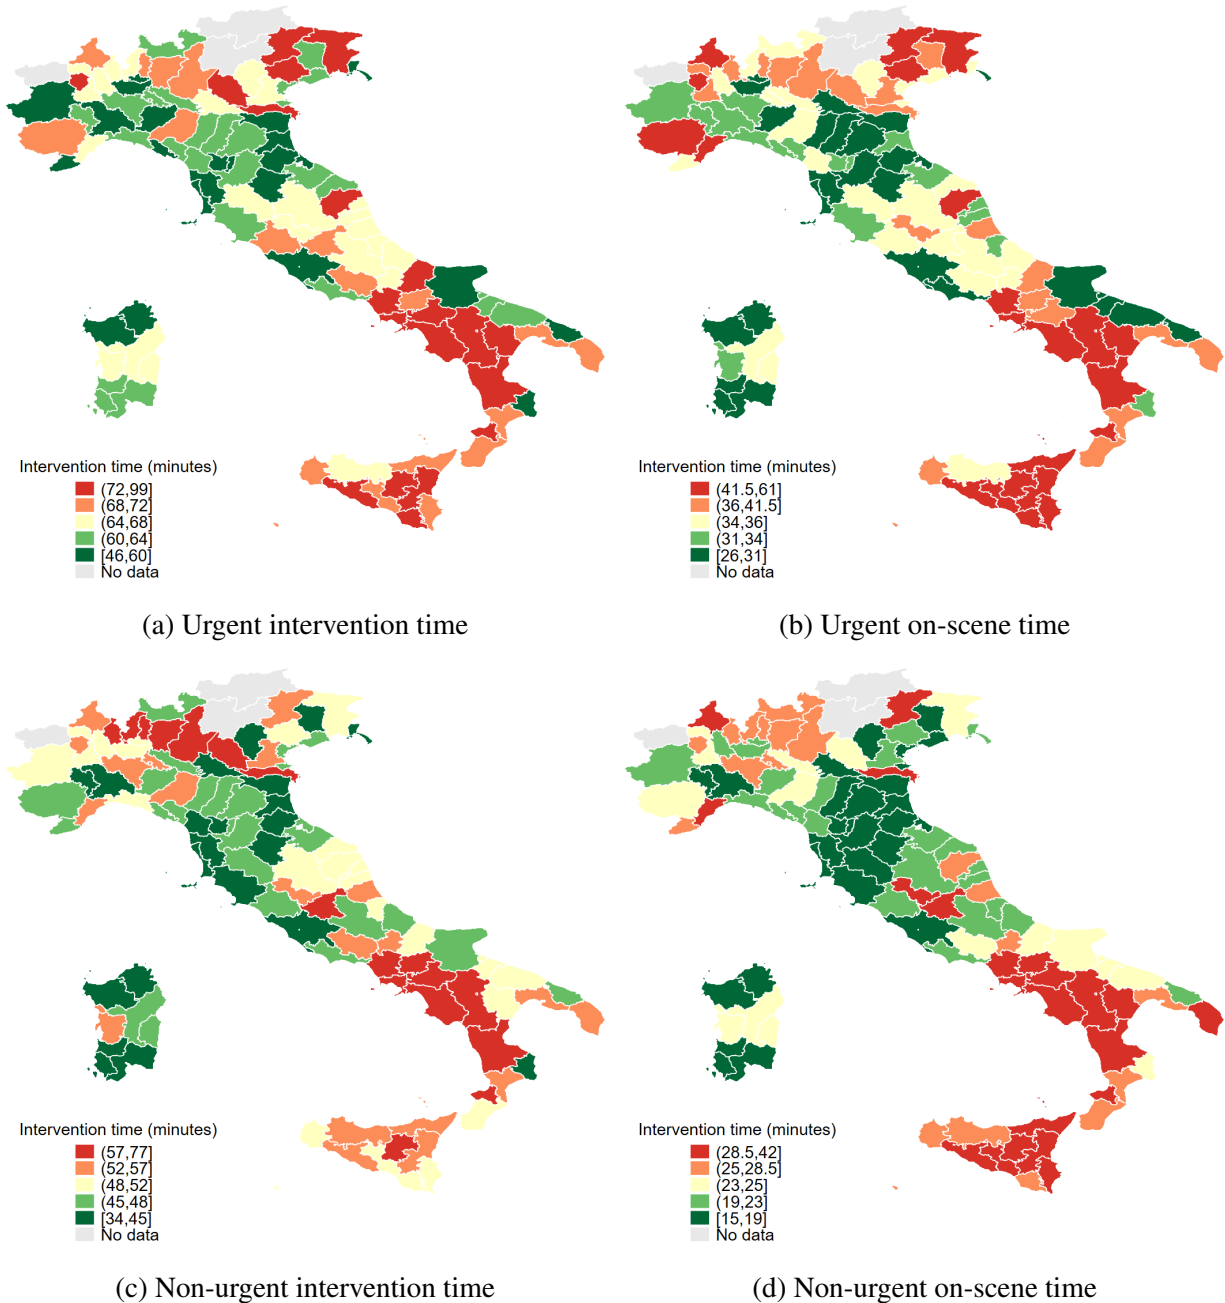 Intervention time (minutes)
(72,99]
(68,72]
(64,68]
(60,64]
[46,60]
No data
(a) Urgent intervention time
Intervention time (minutes)
(41.5,61]
(36,41.5]
(34,36]
(31,34]
[26,31]
No data
(b) Urgent on-scene time
Intervention time (minutes)
(57,77]
(52,57]
(48,52]
(45,48]
[34,45]
No data
(c) Non-urgent intervention time
Intervention time (minutes)
(28.5,42]
(25,28.5]
(23,25]
(19,23]
[15,19]
No data
(d) Non-urgent on-scene time